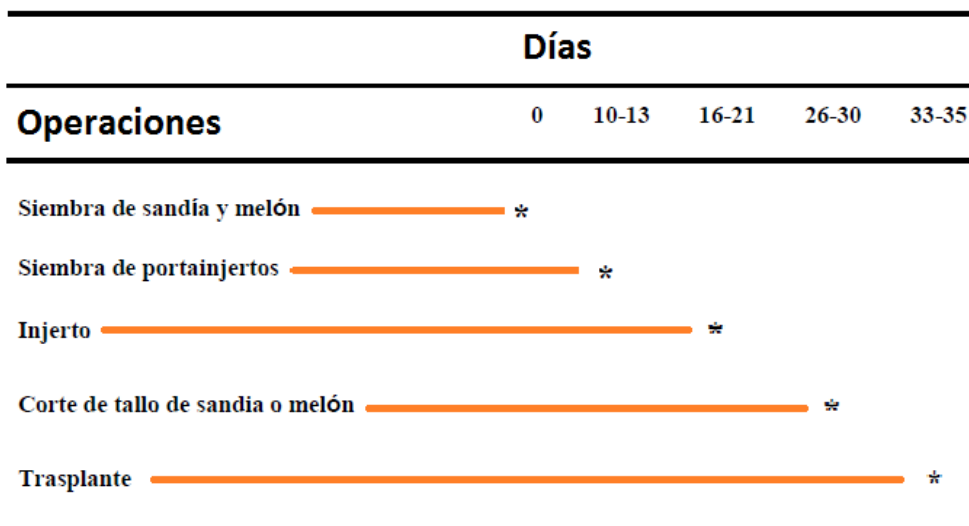 Días
Operaciones 0 10-13 16-21 26-30 33-35
Siembra de sandía y melón *
Siembra de portainjertos *
Injerto *
Corte de tallo de sandia o melón *
Trasplante *